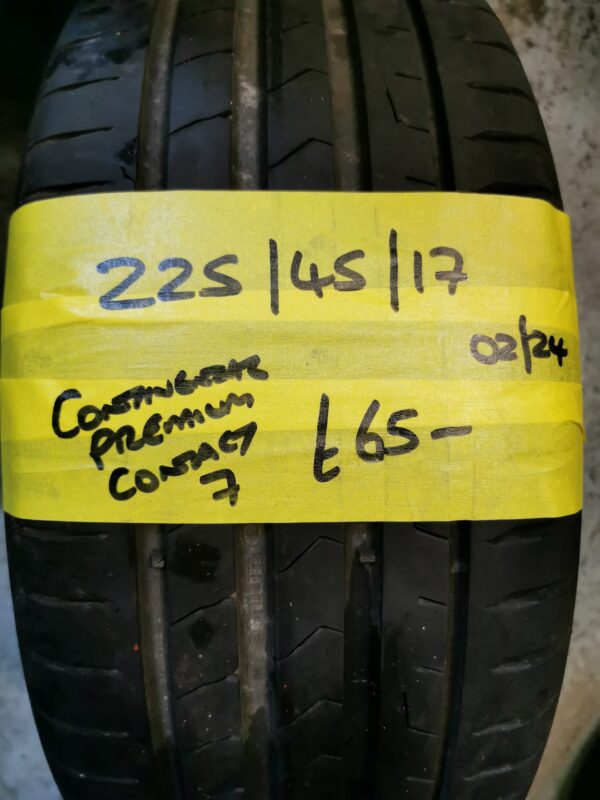 225/45/17
02/24
CONTINENTAL
PREMIUM
CONTACT
7
£65-